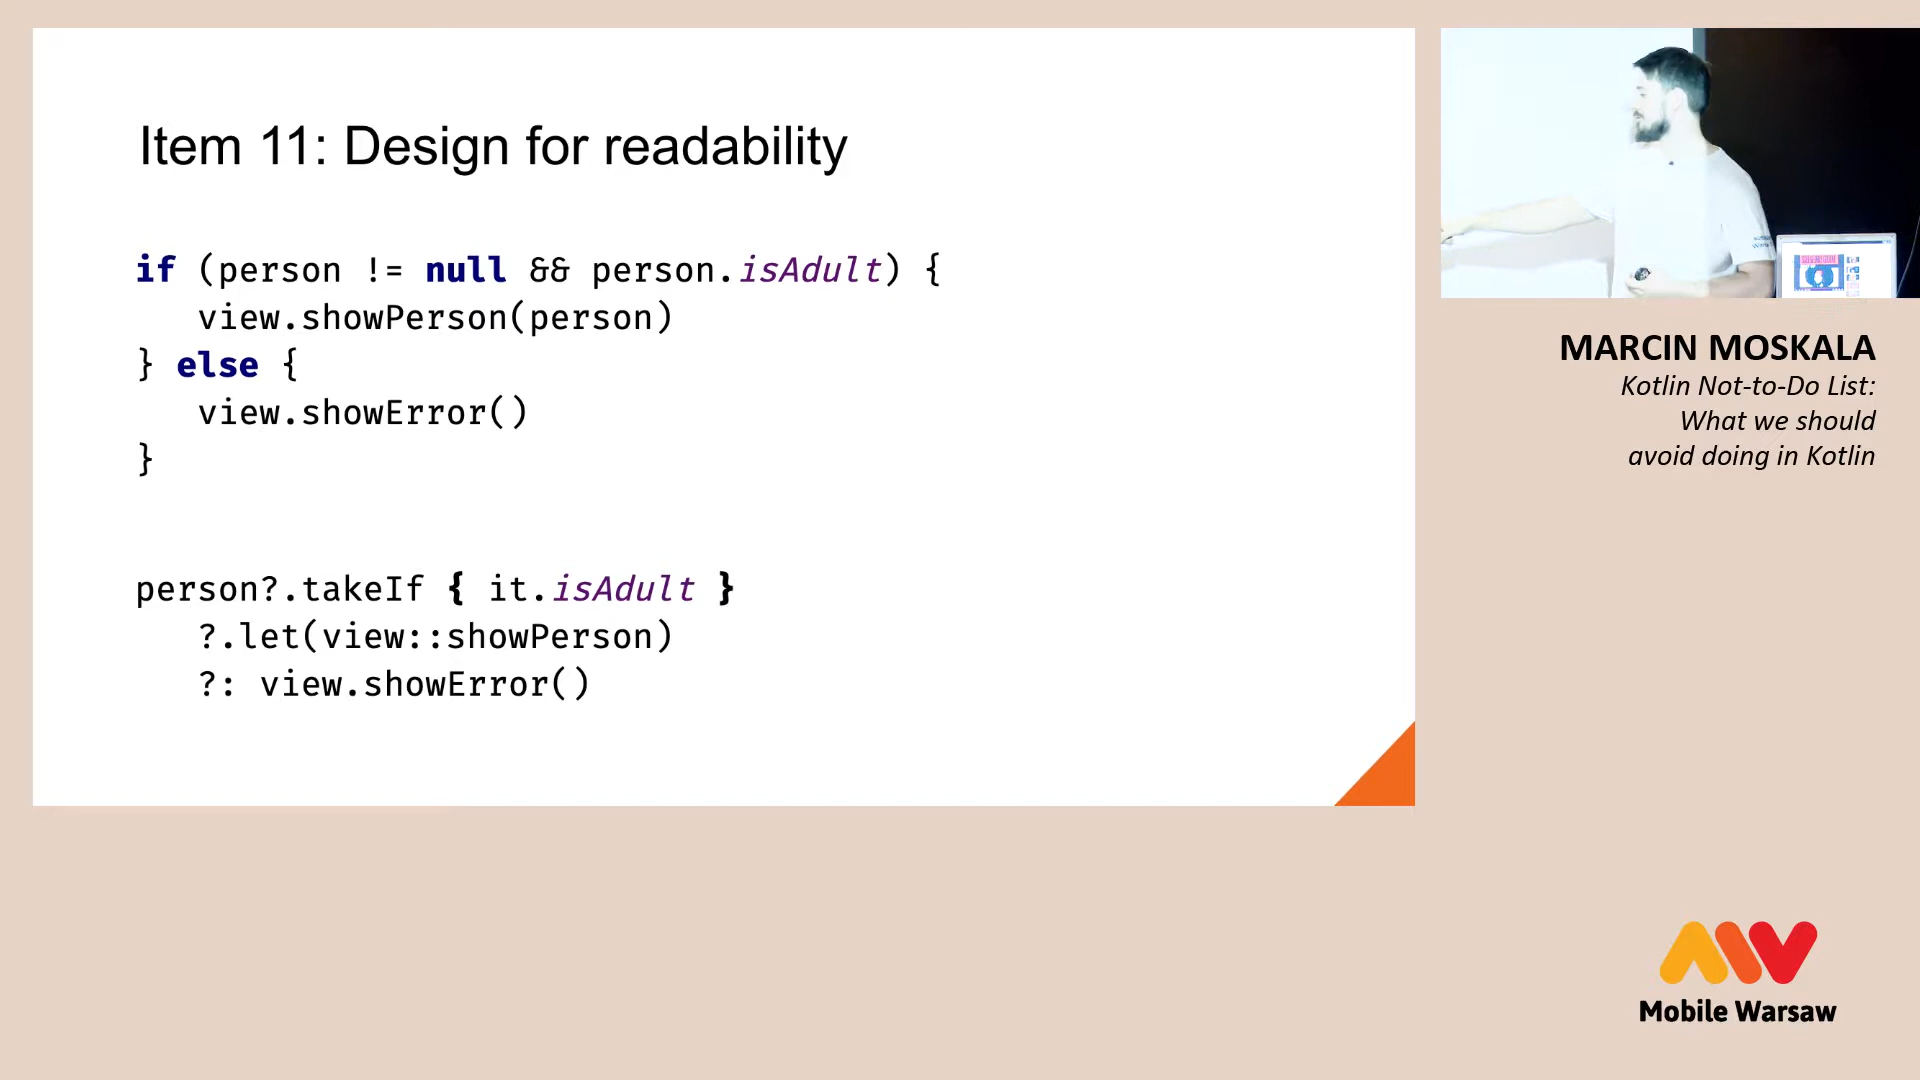 Item 11: Design for readability
if (person != null && person.isAdult) {
view.showPerson(person)
} else {
view.showError()
}
person?.takeIf { it.isAdult }
?.let(view::showPerson)
?: view.showError()
MARCIN MOSKALA
Kotlin Not-to-Do List:
What we should
avoid doing in Kotlin
Mobile Warsaw